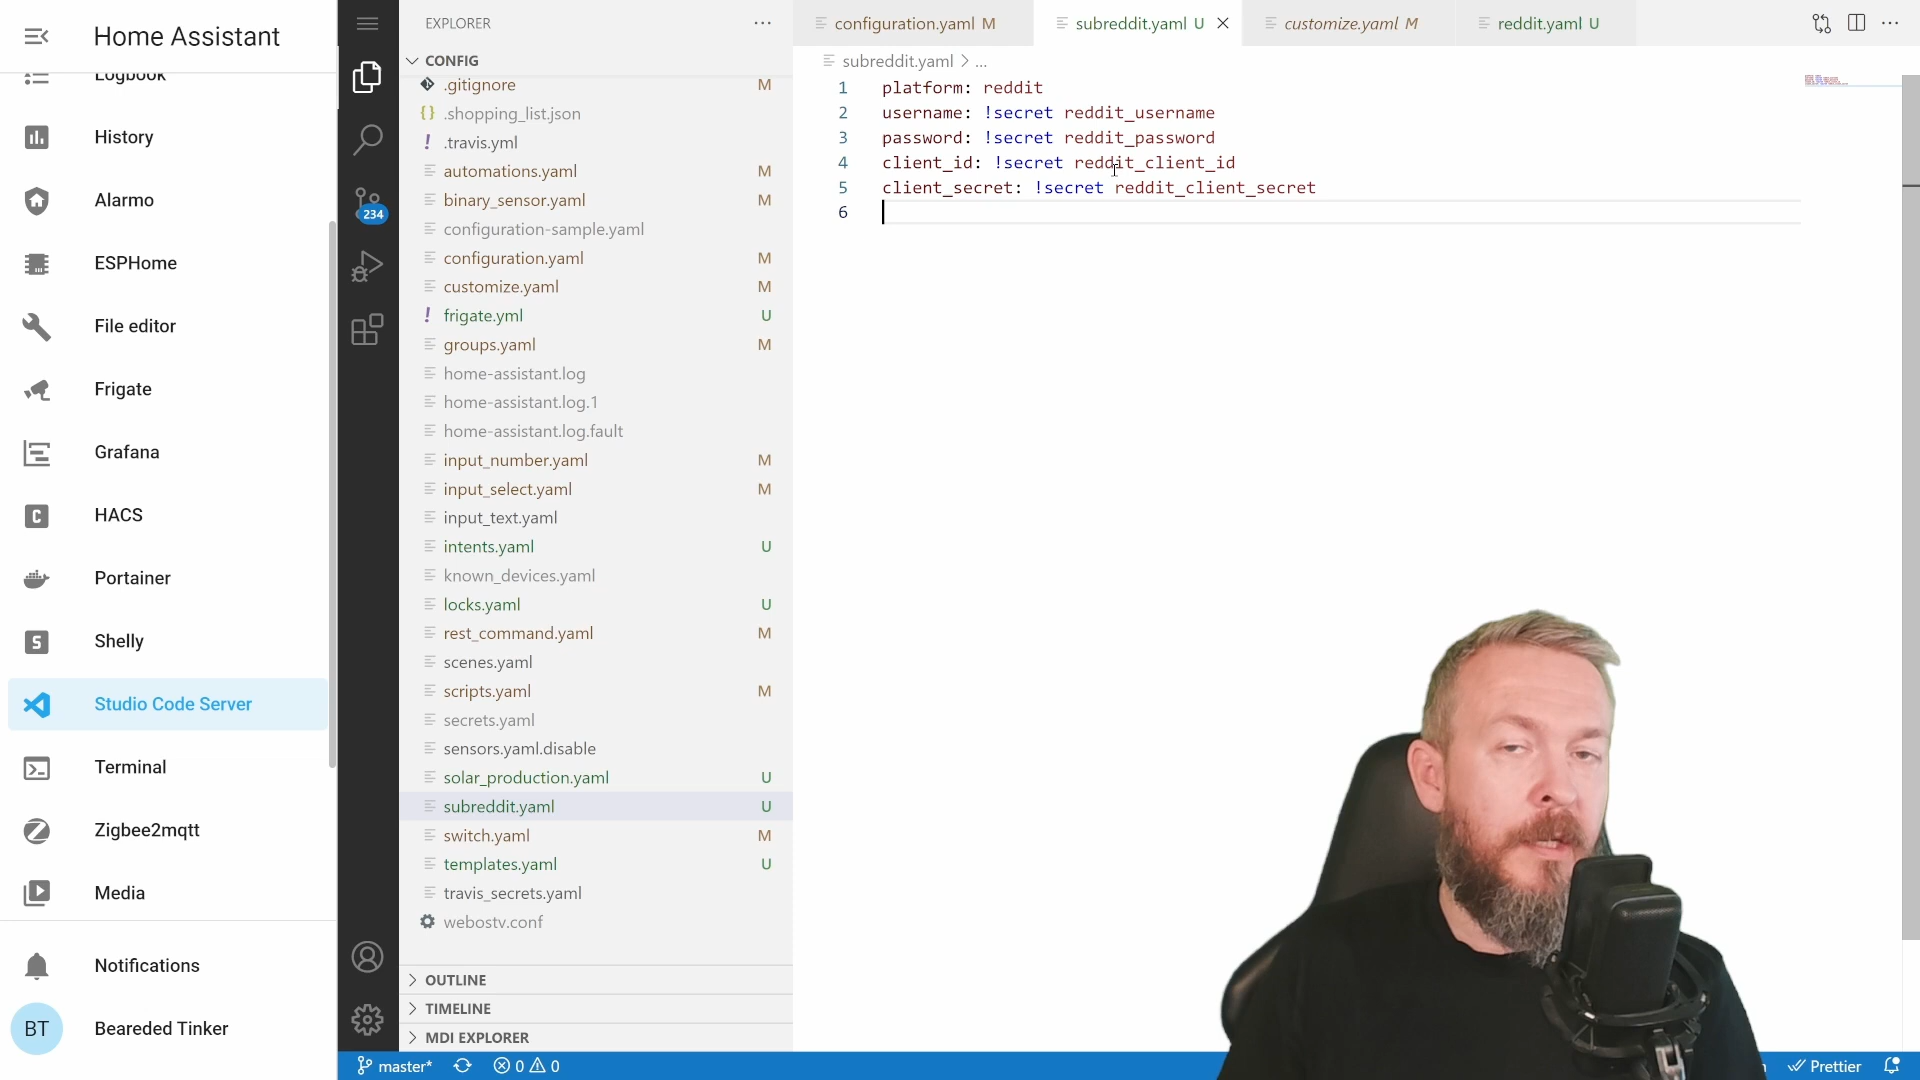 Home Assistant
Logbook
History
Alarmo
ESPHome
File editor
Frigate
Grafana
HACS
Portainer
Shelly
Studio Code Server
Terminal
Zigbee2mqtt
Media
Notifications
BT Bearded Tinker
234
EXPLORER
CONFIG
.gitignore M
.shopping_list.json
.travis.yml
automations.yaml M
binary_sensor.yaml M
configuration-sample.yaml
configuration.yaml M
customize.yaml M
frigate.yml U
groups.yaml M
home-assistant.log
home-assistant.log.1
home-assistant.log.fault
input_number.yaml M
input_select.yaml M
input_text.yaml
intents.yaml U
known_devices.yaml
locks.yaml U
rest_command.yaml M
scenes.yaml
scripts.yaml M
secrets.yaml
sensors.yaml.disable
solar_production.yaml U
subreddit.yaml U
switch.yaml M
templates.yaml U
travis_secrets.yaml
webostv.conf
OUTLINE
TIMELINE
MDI EXPLORER
configuration.yaml M
subreddit.yaml U
customize.yaml M
reddit.yaml U
subreddit.yaml > ...
1 platform: reddit
2 username: !secret reddit_username
3 password: !secret reddit_password
4 client_id: !secret reddit_client_id
5 client_secret: !secret reddit_client_secret
6
master* 0 0
Prettier